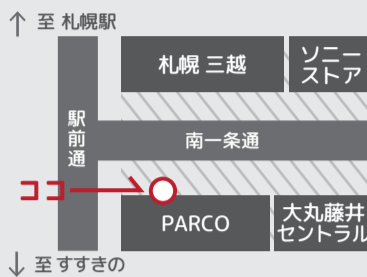 ↑ 至 札幌駅
札幌 三越
ソニー
ストア
駅前通
南一条通
ココ
PARCO
大丸藤井
セントラル
↓ 至 すすきの